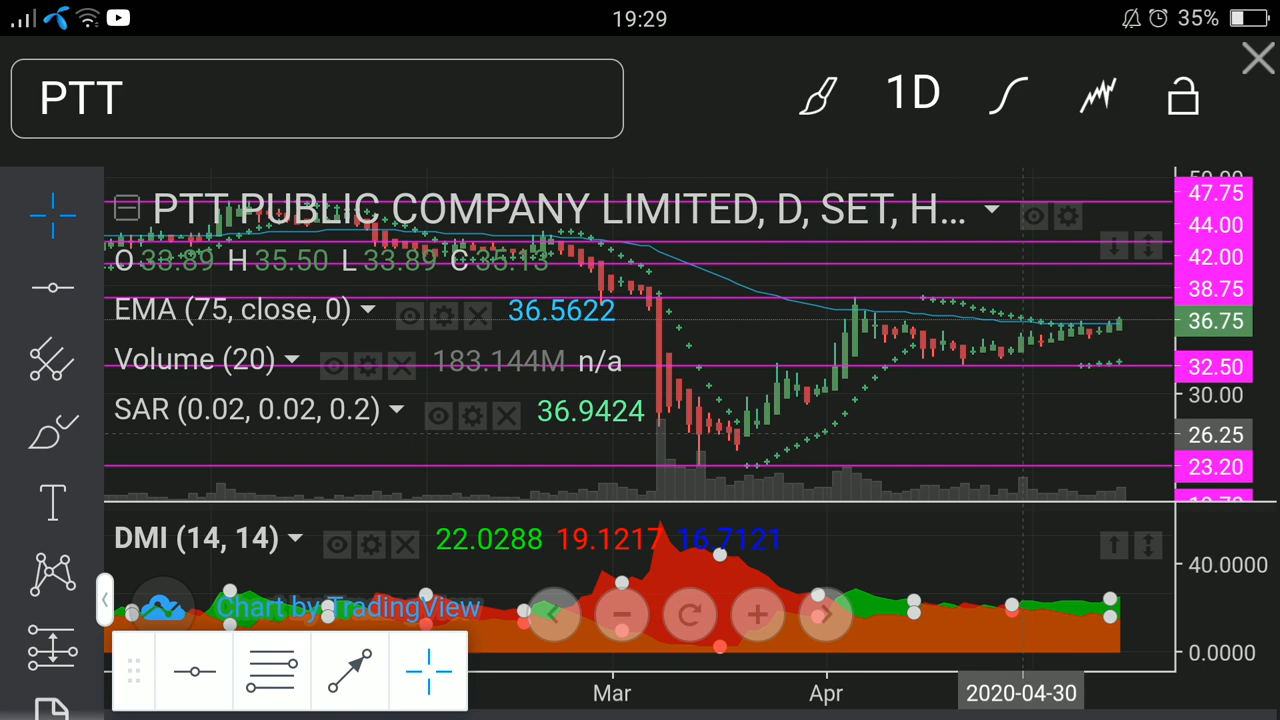 19:29
35%
PTT
1D
PTT PUBLIC COMPANY LIMITED, D, SET, H...
O 33.89 H 35.50 L 33.89 C 35.13
EMA (75, close, 0) 36.5622
Volume (20) 183.144M n/a
SAR (0.02, 0.02, 0.2) 36.9424
50.00
47.75
44.00
42.00
38.75
36.75
32.50
30.00
26.25
23.20
DMI (14, 14) 22.0288 19.1217 16.7121
40.0000
0.0000
Chart by TradingView
T
Mar
Apr
2020-04-30